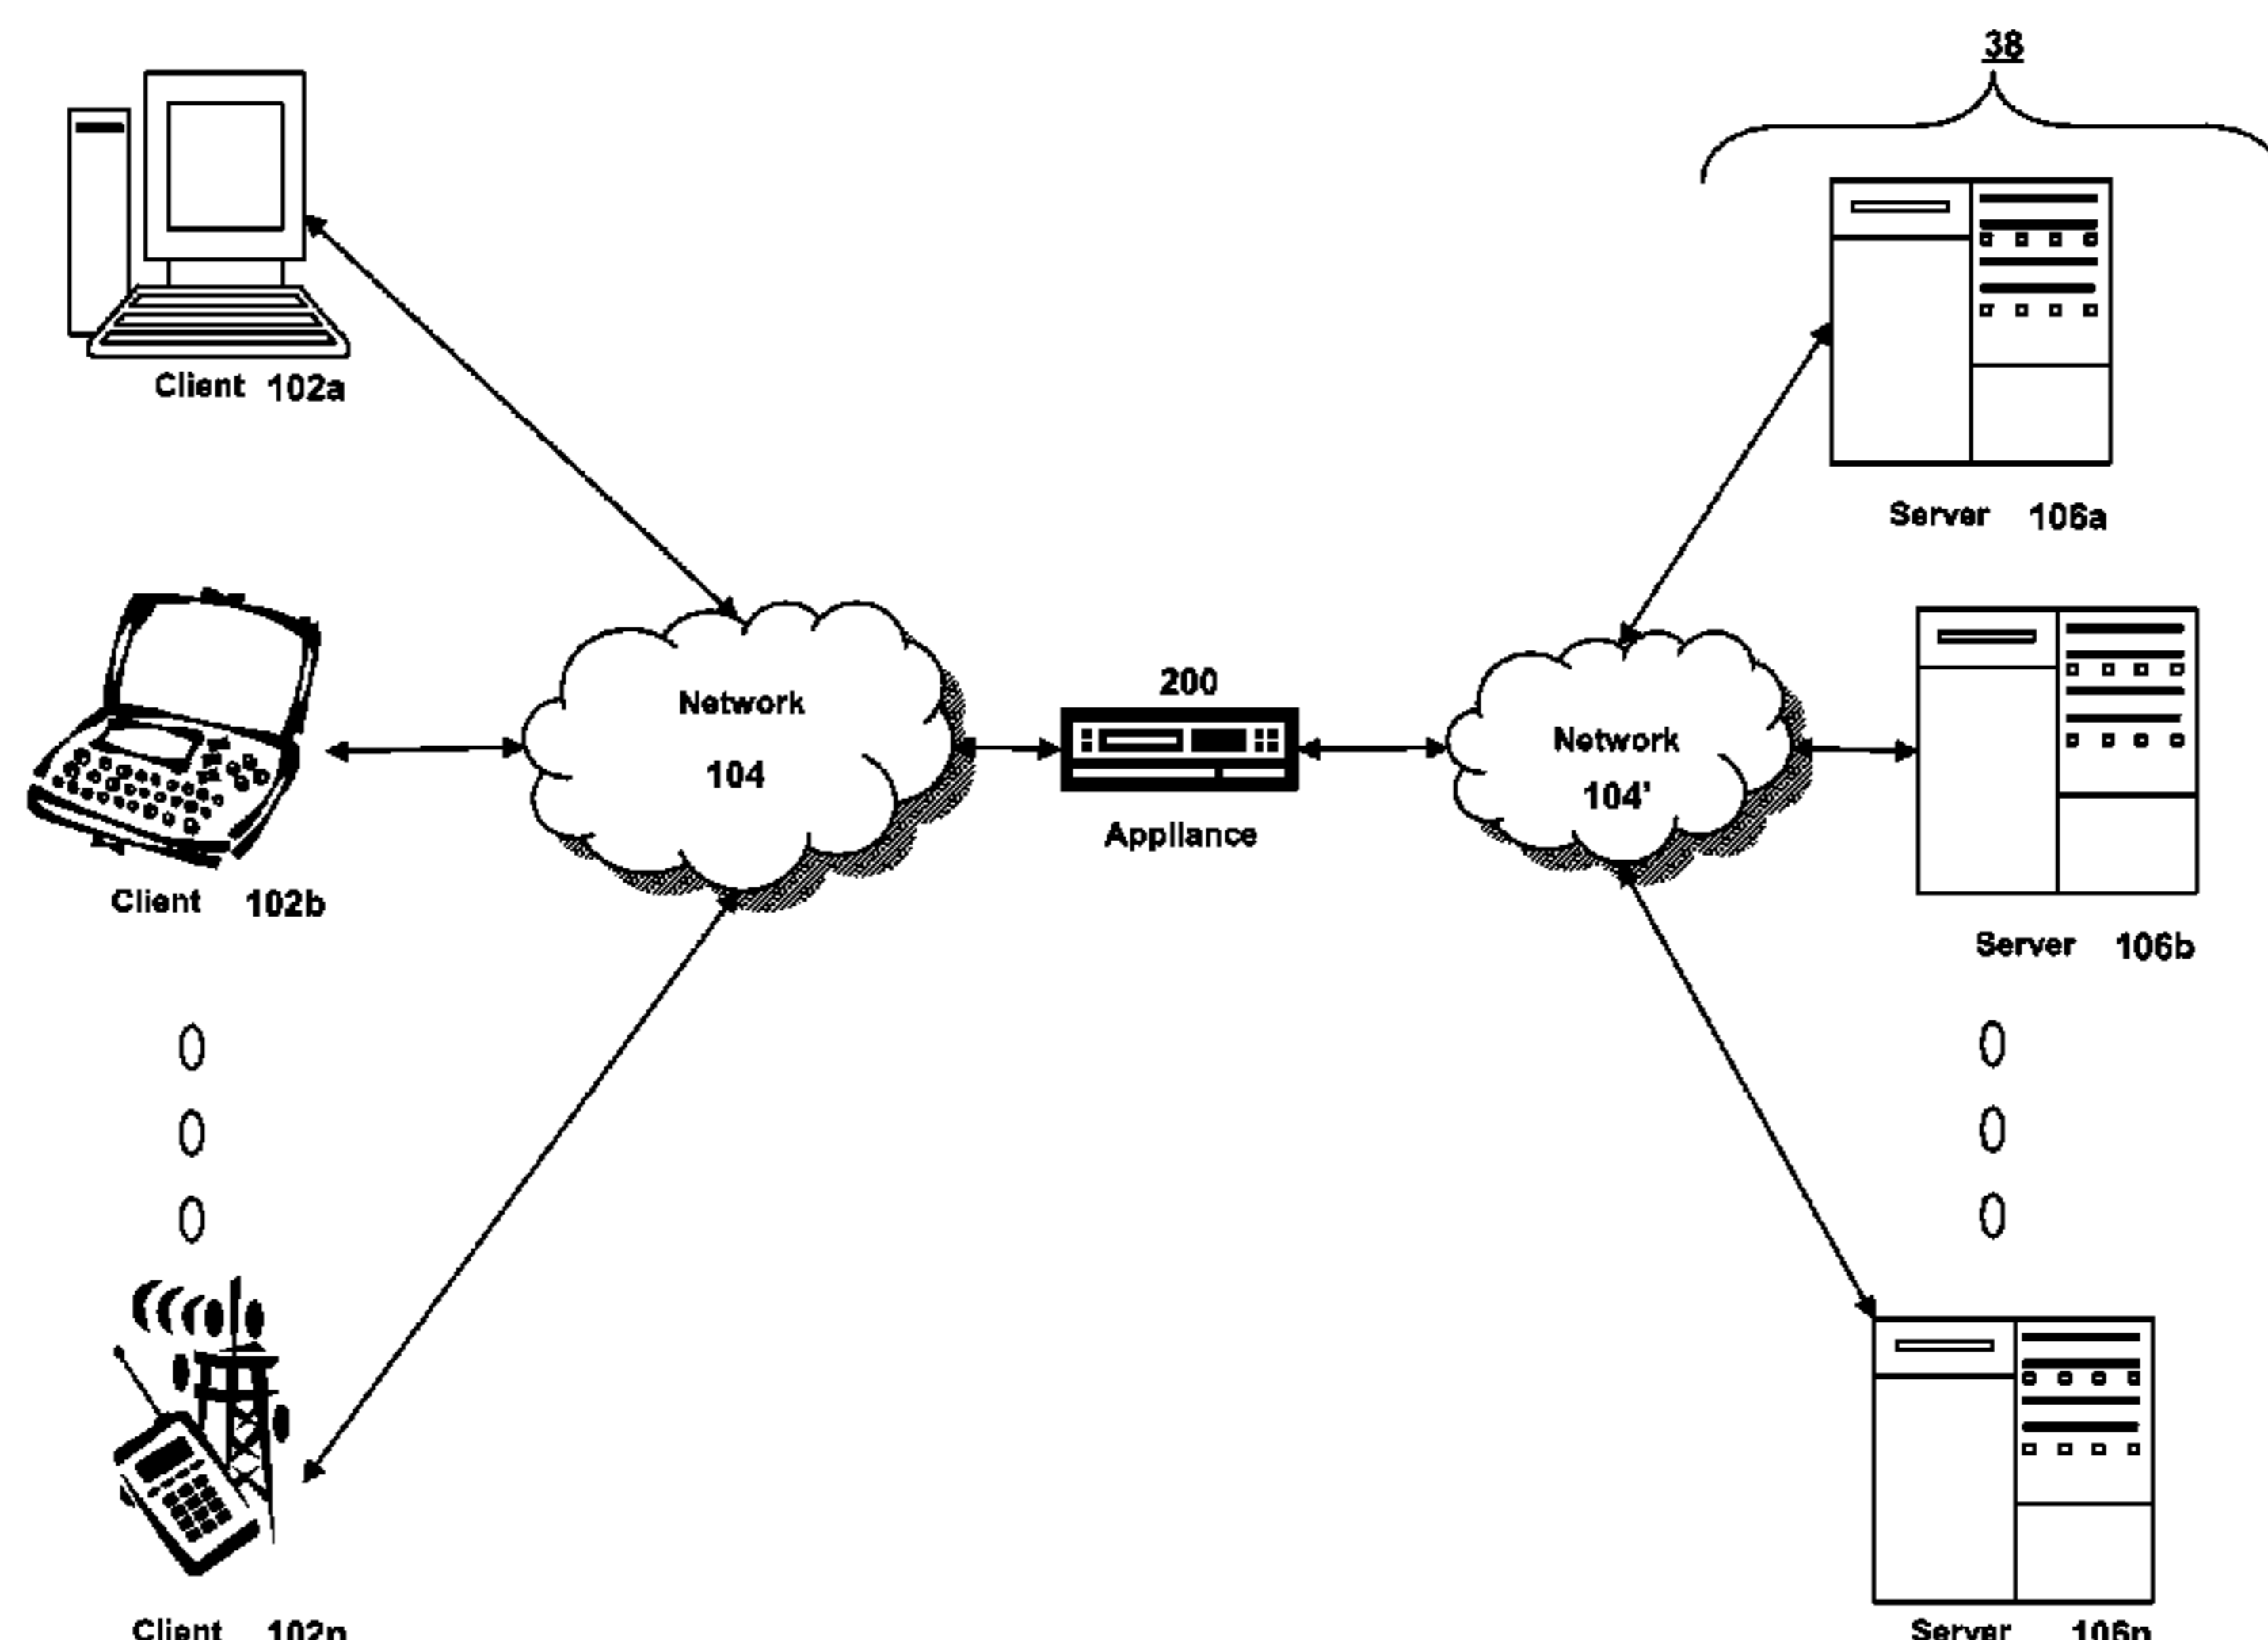 38
Client 102a
Server 106a
Network
104
200
Appliance
Network
104'
Client 102b
Server 106b
Client 102n
Server 106n